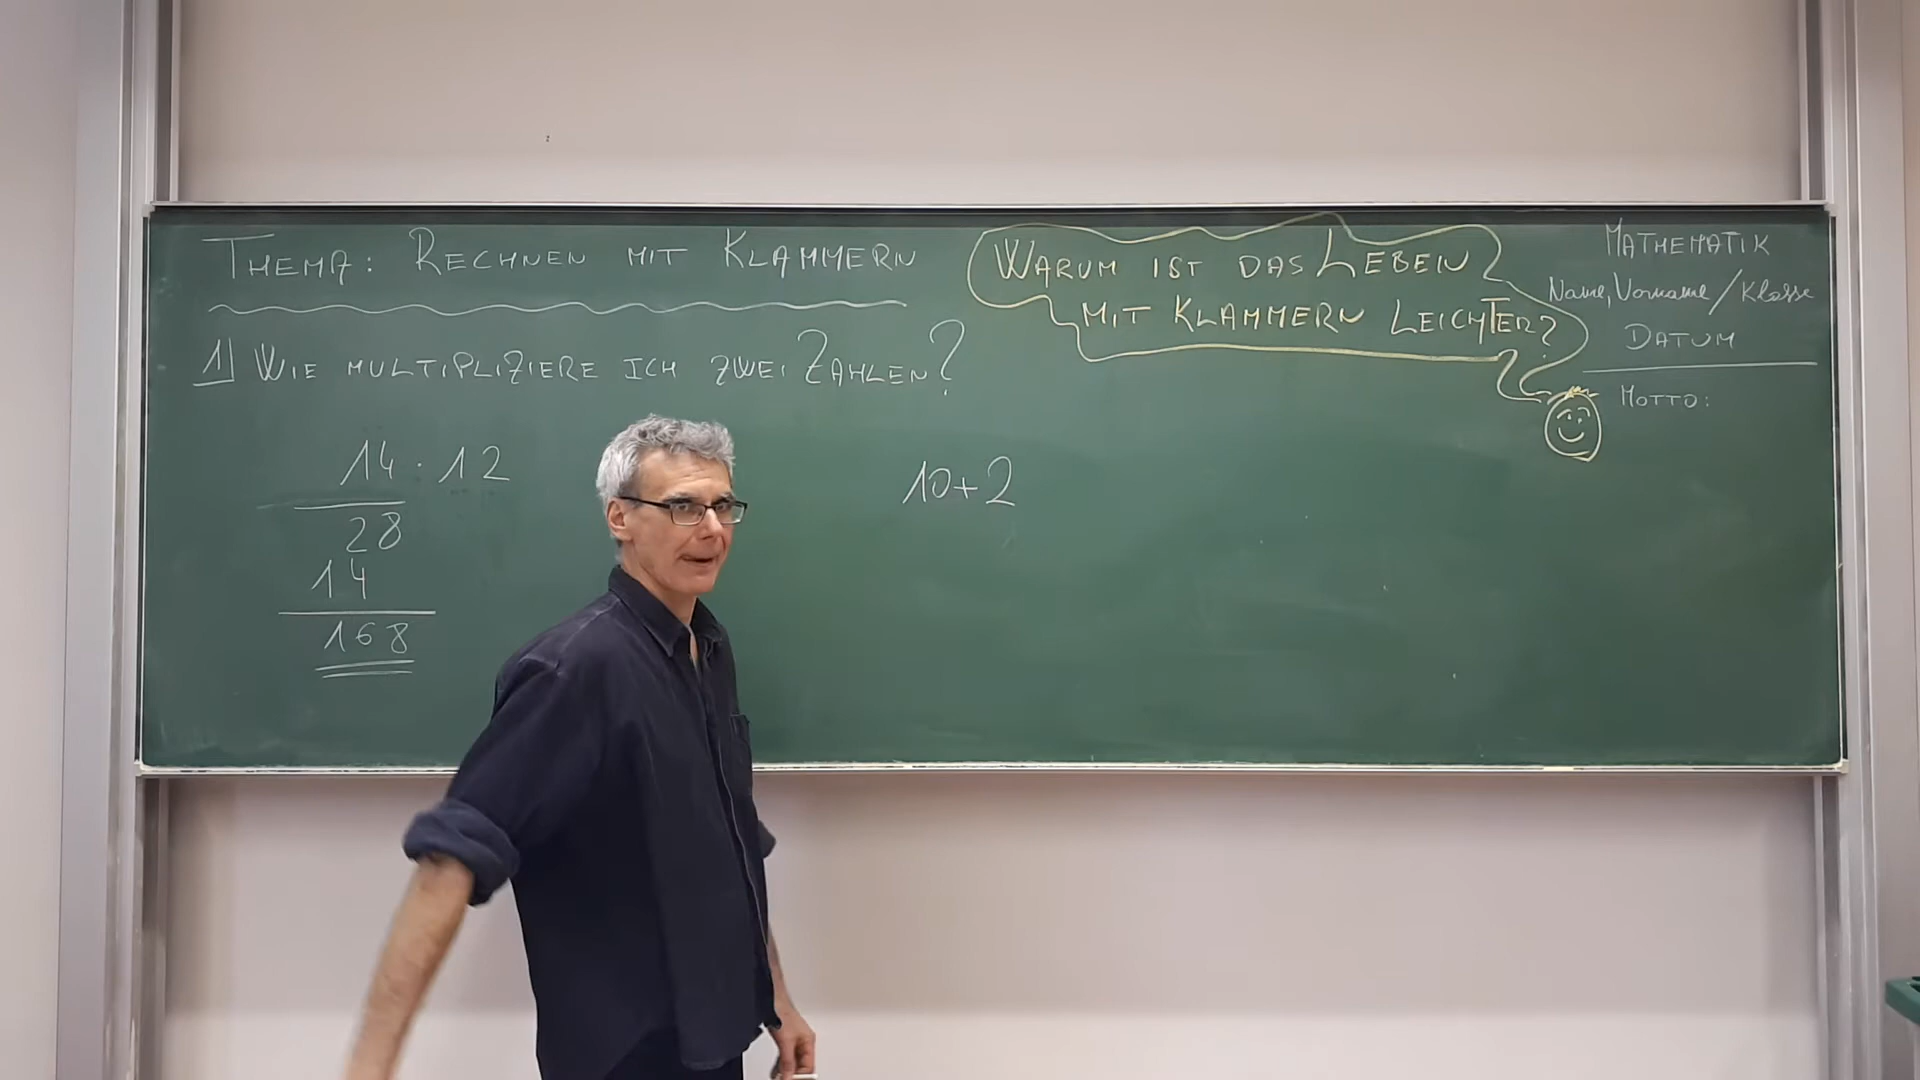 THEMA: RECHNEN MIT KLAMMERN
WARUM IST DAS LEBEN
MIT KLAMMERN LEICHTER?
MATHEMATIK
Name, Vorname/Klasse
DATUM
MOTTO:
1) WIE MULTIPLIZIERE ICH ZWEI ZAHLEN?
14 · 12
28
14
168
10+2